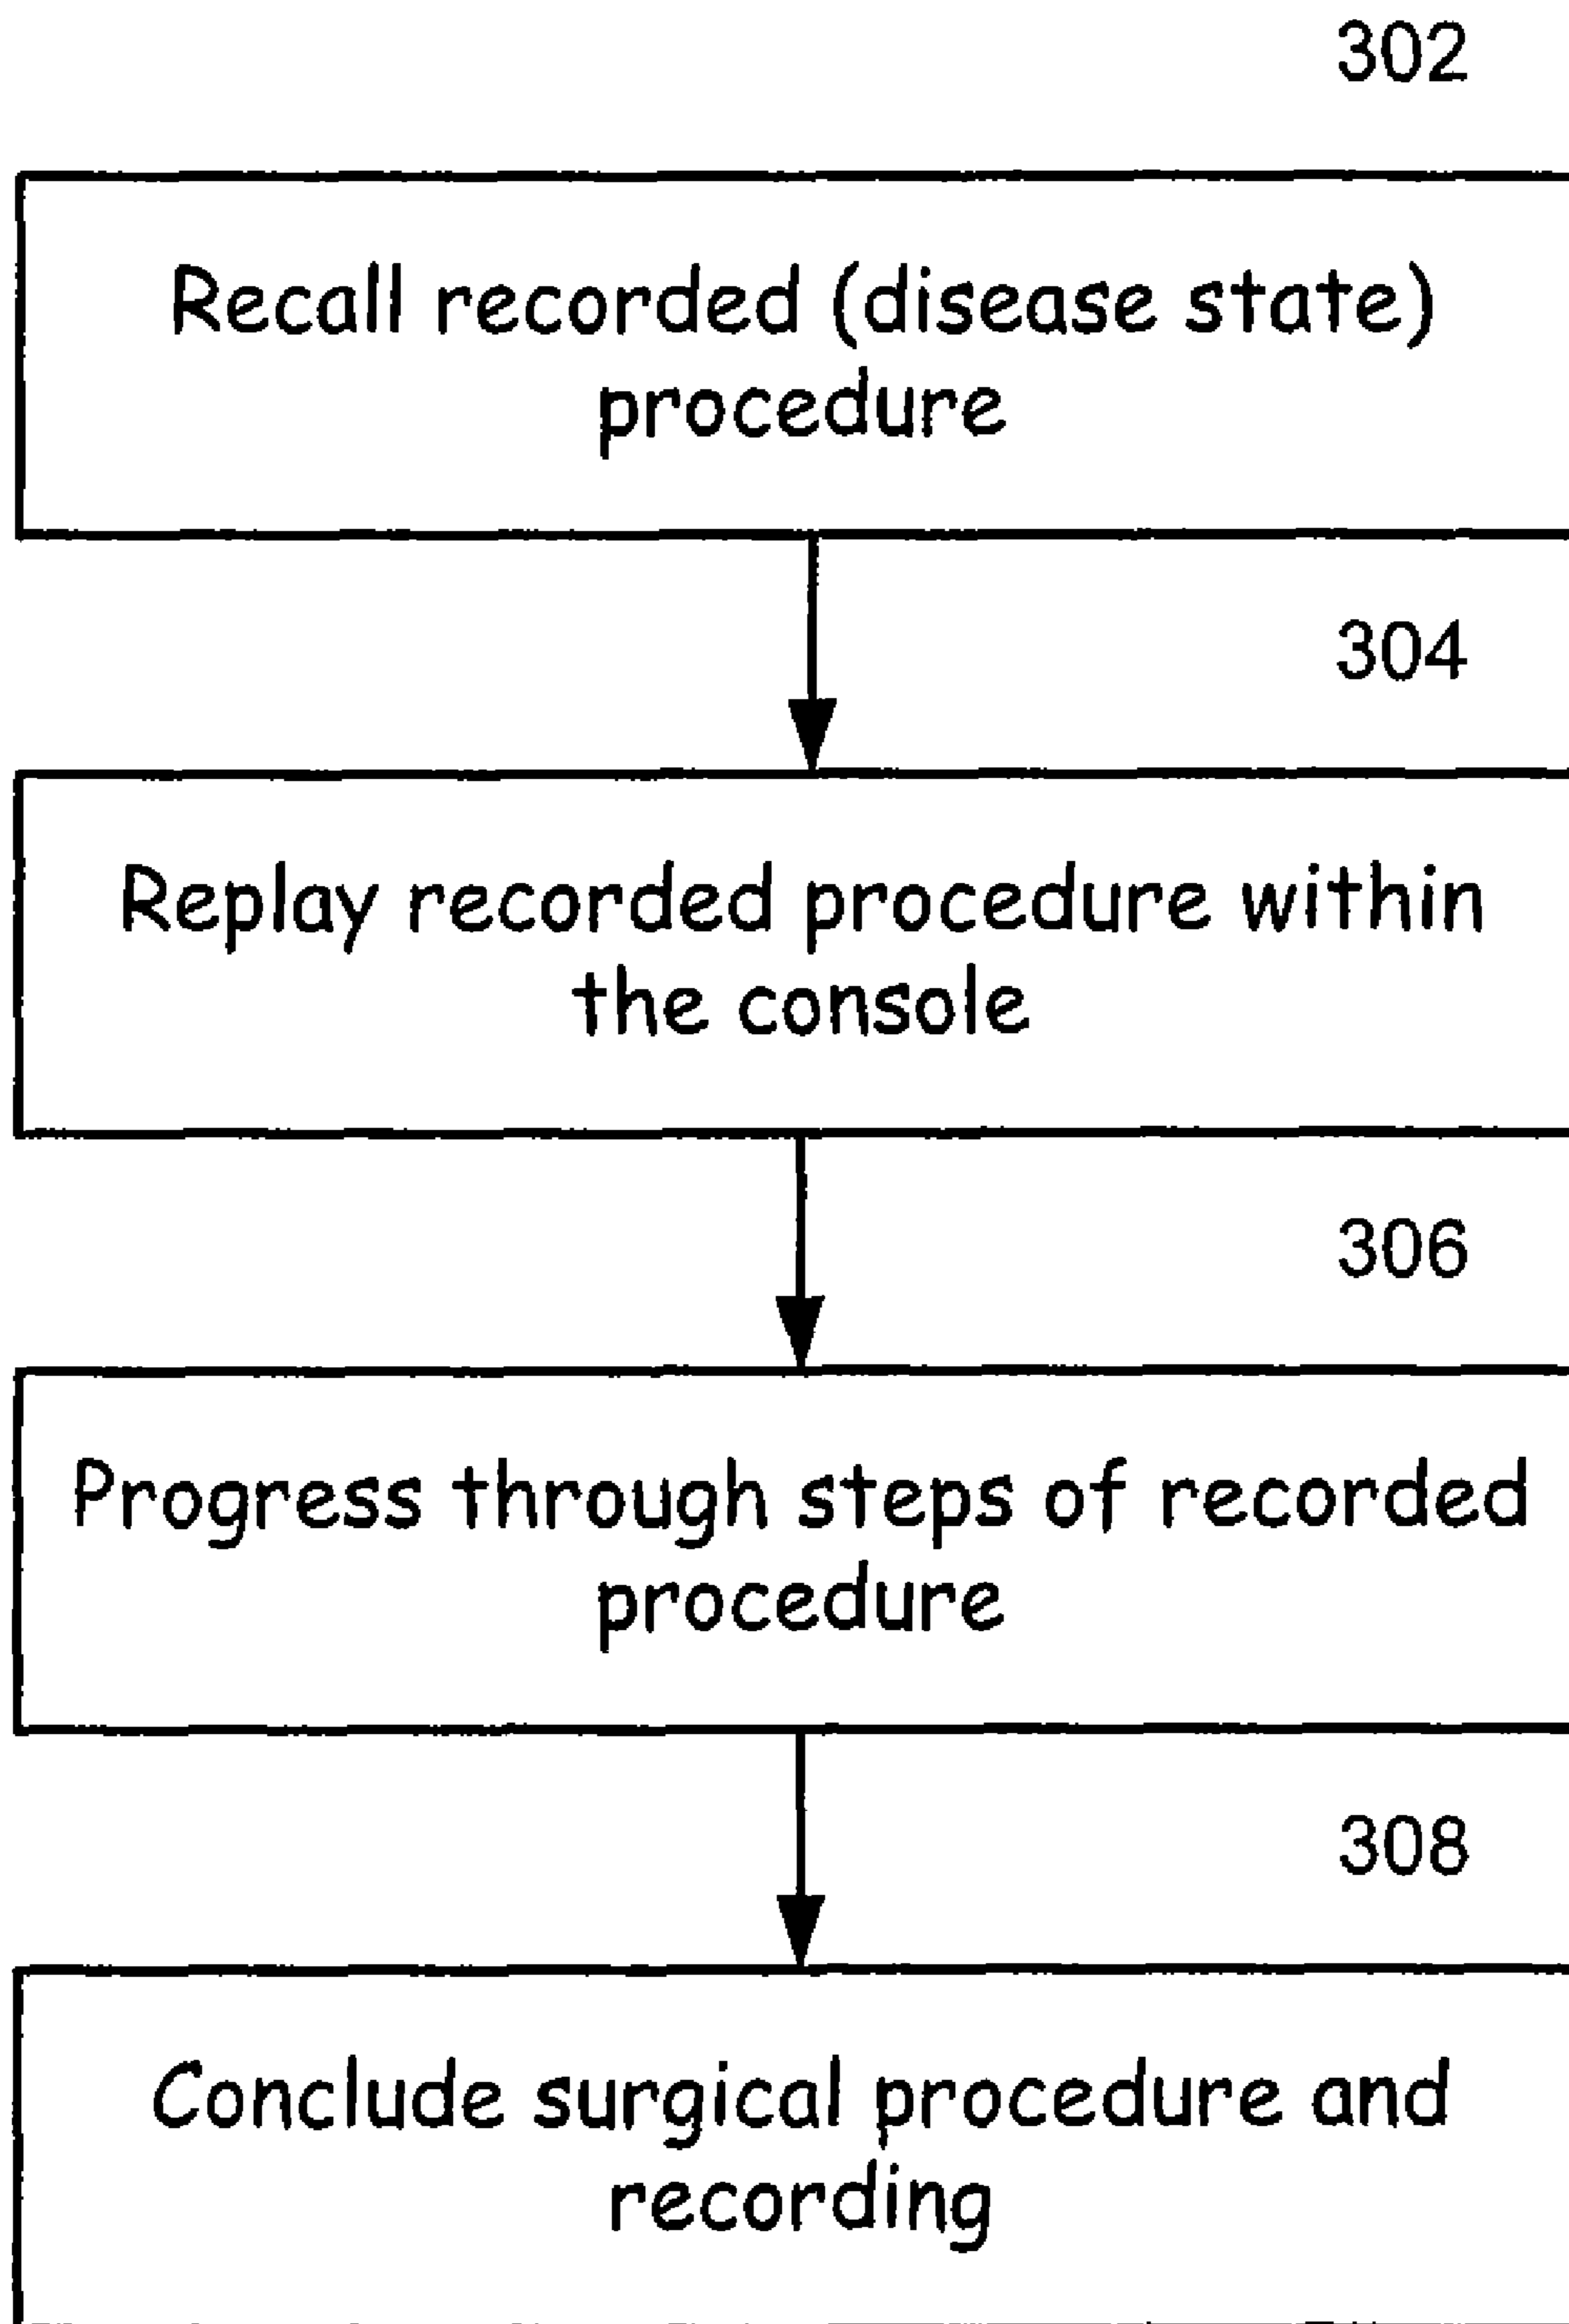 302
Recall recorded (disease state)
procedure
304
Replay recorded procedure within
the console
306
Progress through steps of recorded
procedure
308
Conclude surgical procedure and
recording